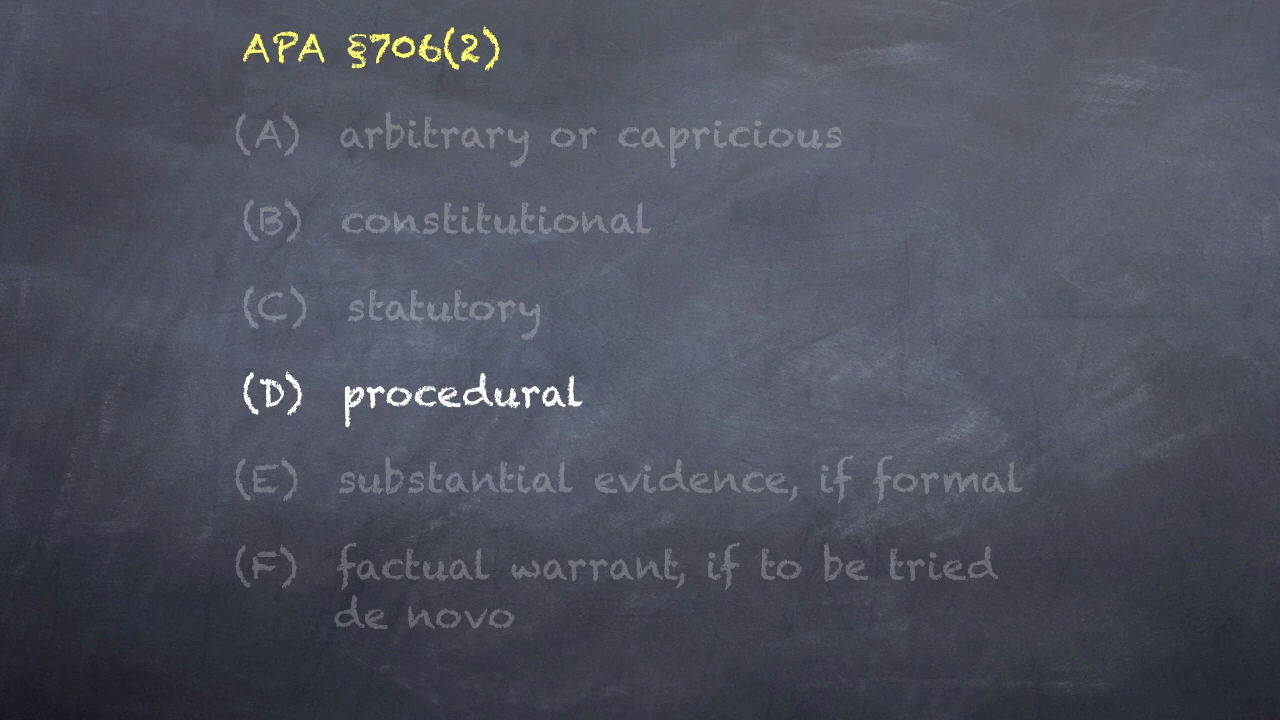 APA §706(2)
(A) arbitrary or capricious
(B) constitutional
(C) statutory
(D) procedural
(E) substantial evidence, if formal
(F) factual warrant, if to be tried
de novo